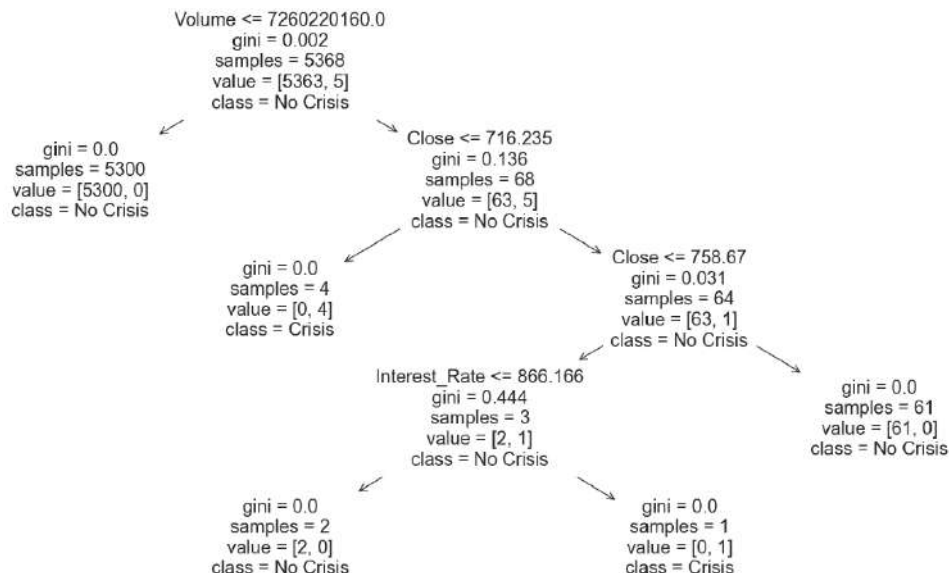 Volume <= 7260220160.0
gini = 0.002
samples = 5368
value = [5363, 5]
class = No Crisis
gini = 0.0
samples = 5300
value = [5300, 0]
class = No Crisis
Close <= 716.235
gini = 0.136
samples = 68
value = [63, 5]
class = No Crisis
gini = 0.0
samples = 4
value = [0, 4]
class = Crisis
Close <= 758.67
gini = 0.031
samples = 64
value = [63, 1]
class = No Crisis
Interest_Rate <= 866.166
gini = 0.444
samples = 3
value = [2, 1]
class = No Crisis
gini = 0.0
samples = 61
value = [61, 0]
class = No Crisis
gini = 0.0
samples = 2
value = [2, 0]
class = No Crisis
gini = 0.0
samples = 1
value = [0, 1]
class = Crisis